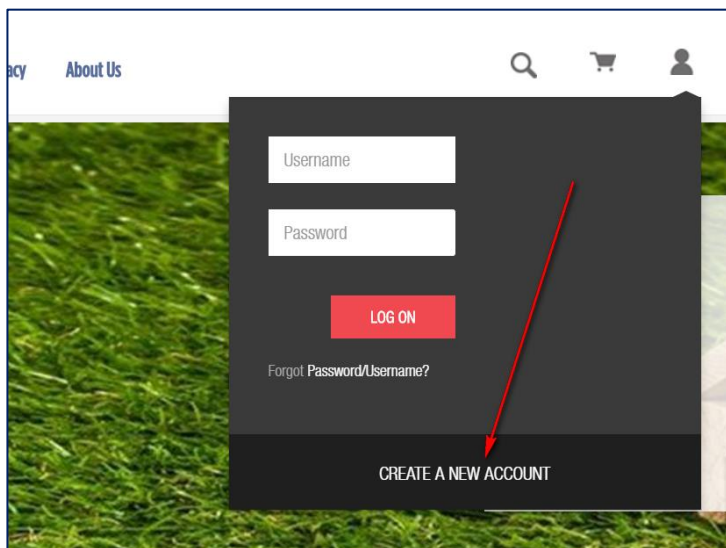 acy About Us
Username
Password
LOG ON
Forgot Password/Username?
CREATE A NEW ACCOUNT